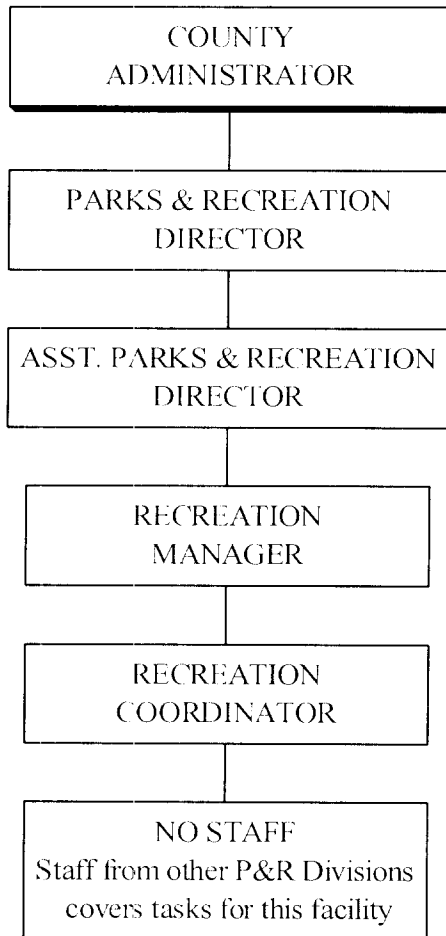 COUNTY
ADMINISTRATOR
PARKS & RECREATION
DIRECTOR
ASST. PARKS & RECREATION
DIRECTOR
RECREATION
MANAGER
RECREATION
COORDINATOR
NO STAFF
Staff from other P&R Divisions
covers tasks for this facility